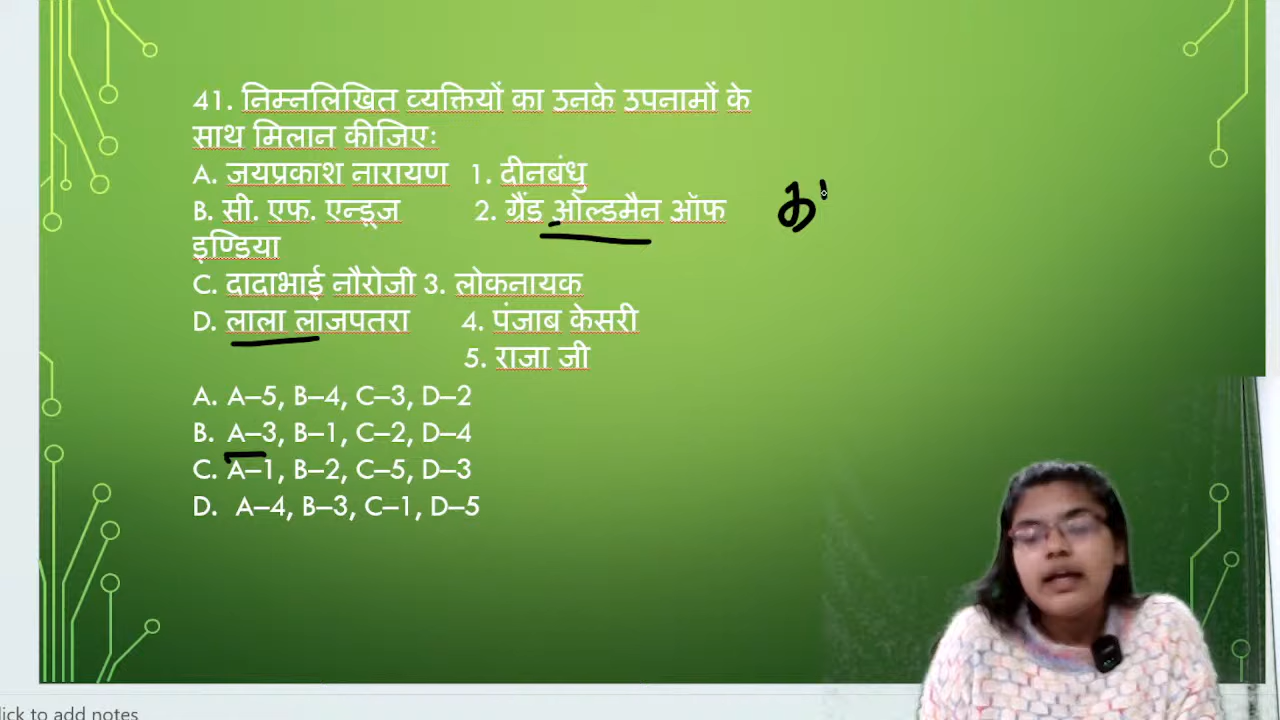 41. निम्नलिखित व्यक्तियों का उनके उपनामों के
साथ मिलान कीजिएः
A. जयप्रकाश नारायण 1. दीनबंधु
B. सी. एफ. एन्ड्रूज 2. गैंड ओल्डमैन ऑफ
इण्डिया
C. दादाभाई नौरोजी 3. लोकनायक
D. लाला लाजपतरा 4. पंजाब केसरी
5. राजा जी
A. A–5, B–4, C–3, D–2
B. A–3, B–1, C–2, D–4
C. A–1, B–2, C–5, D–3
D. A–4, B–3, C–1, D–5
lick to add notes